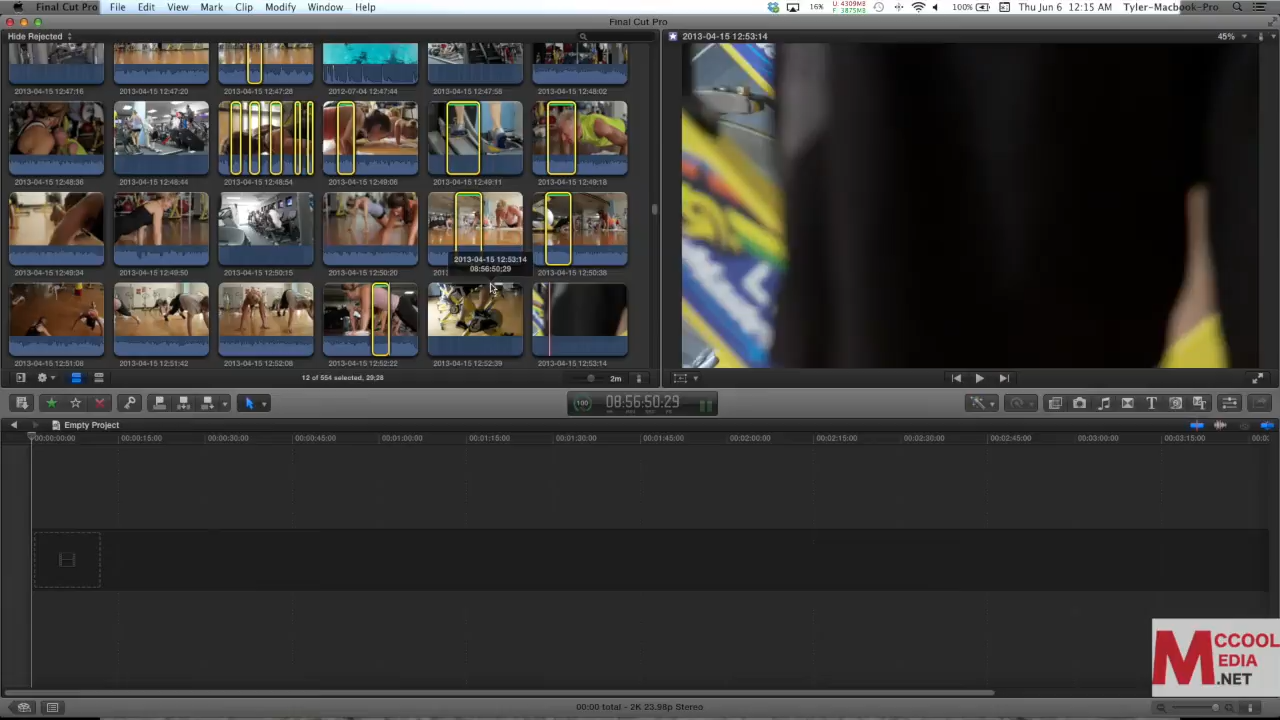 Final Cut Pro File Edit View Mark Clip Modify Window Help 16% U: 4309MB F: 3875MB 100% Thu Jun 6 12:15 AM Tyler-Macbook-Pro
Final Cut Pro
Hide Rejected
2013-04-15 12:53:14 45%
2013-04-15 12:47:16 2013-04-15 12:47:20 2013-04-15 12:47:28 2012-07-04 12:47:44 2013-04-15 12:47:58 2013-04-15 12:48:02
2013-04-15 12:48:36 2013-04-15 12:48:44 2013-04-15 12:48:54 2013-04-15 12:49:06 2013-04-15 12:49:11 2013-04-15 12:49:18
2013-04-15 12:53:14
08:56:50:29
2013-04-15 12:49:34 2013-04-15 12:49:50 2013-04-15 12:50:15 2013-04-15 12:50:20 2013-04-15 12:50:38
2013-04-15 12:51:06 2013-04-15 12:51:42 2013-04-15 12:52:08 2013-04-15 12:52:22 2013-04-15 12:52:39 2013-04-15 12:53:14
12 of 554 selected, 29;28 2m
100 08:56:50:29
Empty Project
00:00:00:00 00:00:15:00 00:00:30:00 00:00:45:00 00:01:00:00 00:01:15:00 00:01:30:00 00:01:45:00 00:02:00:00 00:02:15:00 00:02:30:00 00:02:45:00 00:03:00:00 00:03:15:00
MCCOOL
MEDIA
.NET
00:00 total - 2K 23.98p Stereo